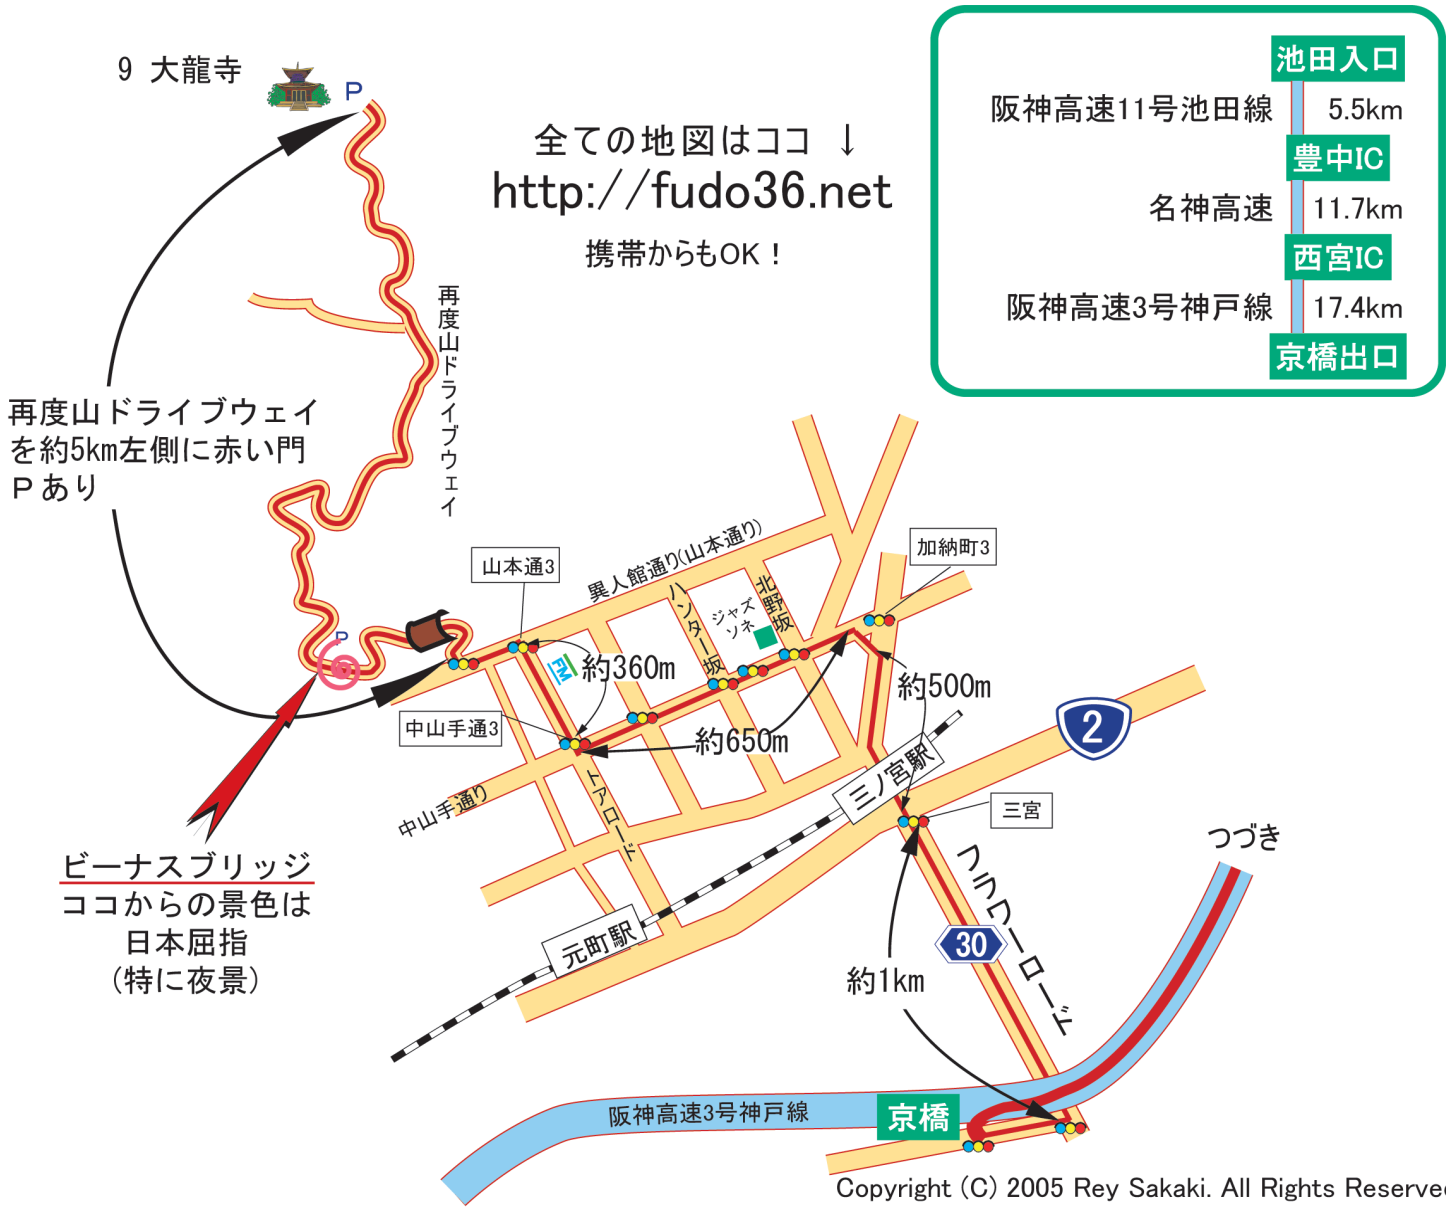 9 大龍寺
P
全ての地図はココ ↓
http://fudo36.net
携帯からもOK！
池田入口
阪神高速11号池田線 5.5km
豊中IC
名神高速 11.7km
西宮IC
阪神高速3号神戸線 17.4km
京橋出口
再度山ドライブウェイ
再度山ドライブウェイ
を約5km左側に赤い門
Ｐあり
山本通3
異人館通り(山本通り)
加納町3
ハンター坂
ジャズ
ソネ
北野坂
P
FM
約360m
約500m
中山手通3
約650m
2
中山手通り
トアロード
三ノ宮駅
三宮
つづき
ビーナスブリッジ
ココからの景色は
日本屈指
(特に夜景)
フラワーロード
元町駅
30
約1km
阪神高速3号神戸線
京橋
Copyright (C) 2005 Rey Sakaki. All Rights Reserve